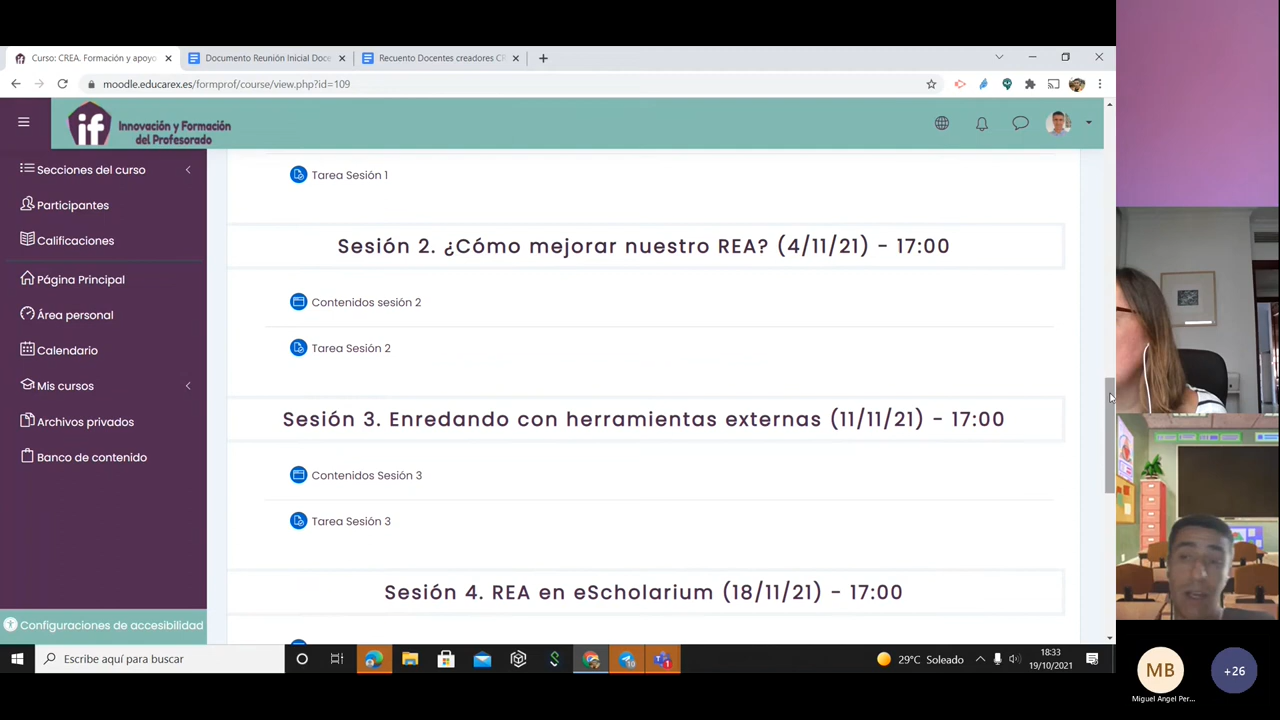 Curso: CREA. Formación y apoyo
Documento Reunión Inicial Doce
Recuento Docentes creadores CR
moodle.educarex.es/formprof/course/view.php?id=109
if Innovación y Formación
del Profesorado
Secciones del curso
Participantes
Calificaciones
Página Principal
Área personal
Calendario
Mis cursos
Archivos privados
Banco de contenido
Configuraciones de accesibilidad
Tarea Sesión 1
Sesión 2. ¿Cómo mejorar nuestro REA? (4/11/21) - 17:00
Contenidos sesión 2
Tarea Sesión 2
Sesión 3. Enredando con herramientas externas (11/11/21) - 17:00
Contenidos Sesión 3
Tarea Sesión 3
Sesión 4. REA en eScholarium (18/11/21) - 17:00
Escribe aquí para buscar
29°C Soleado
18:33
19/10/2021
MB
Miguel Angel Per...
+26